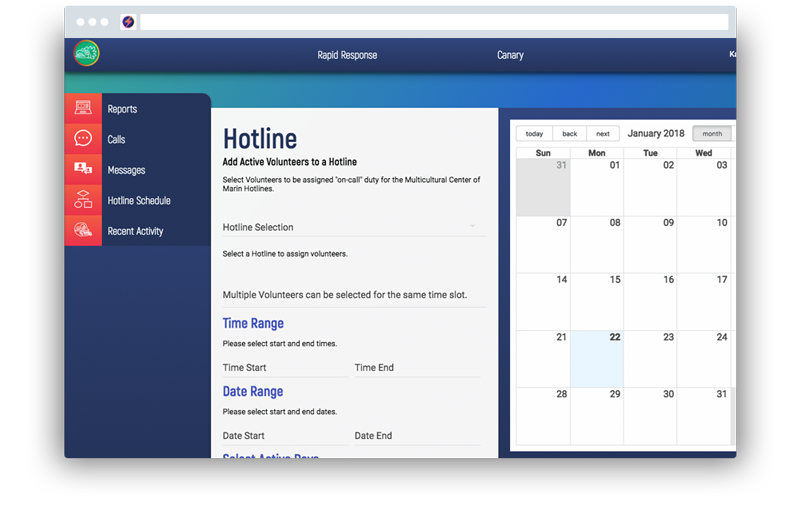 Rapid Response
Canary
Reports
Calls
Messages
Hotline Schedule
Recent Activity
Hotline
Add Active Volunteers to a Hotline
Select Volunteers to be assigned "on-call" duty for the Multicultural Center of
Marin Hotlines.
Hotline Selection
Select a Hotline to assign volunteers.
Multiple Volunteers can be selected for the same time slot.
Time Range
Please select start and end times.
Time Start Time End
Date Range
Please select start and end dates.
Date Start Date End
Select Active Days
today back next January 2018 month
Sun Mon Tue Wed
31 01 02 03
07 08 09 10
14 15 16 17
21 22 23 24
28 29 30 31